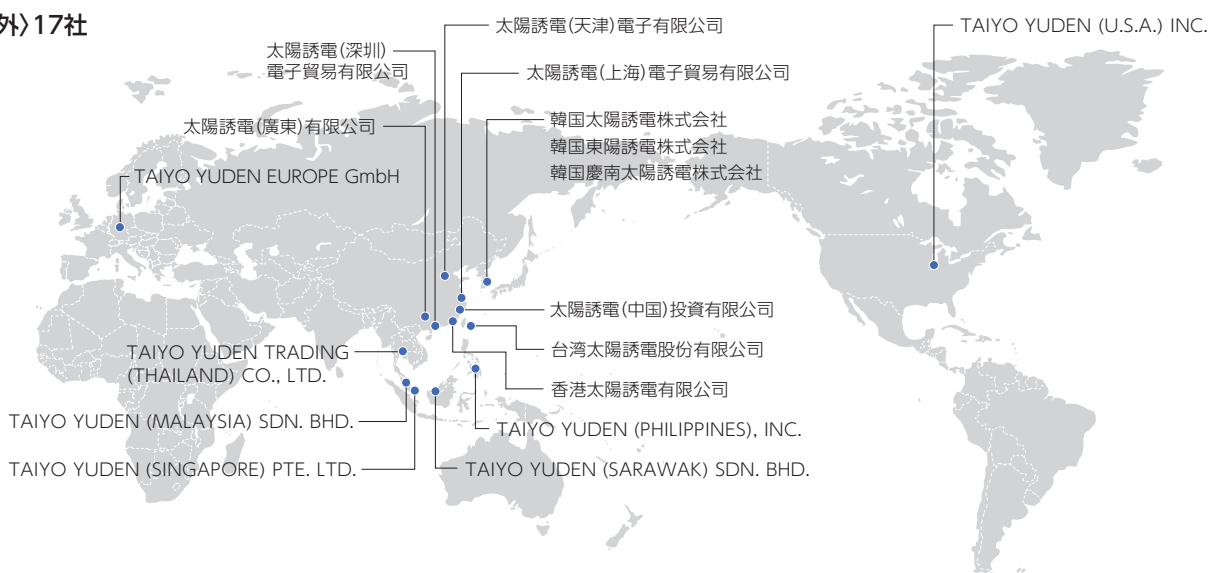 外〉17社
太陽誘電(天津)電子有限公司
TAIYO YUDEN (U.S.A.) INC.
太陽誘電(深圳)
電子貿易有限公司
太陽誘電(上海)電子貿易有限公司
太陽誘電(廣東)有限公司
韓国太陽誘電株式会社
韓国東陽誘電株式会社
韓国慶南太陽誘電株式会社
TAIYO YUDEN EUROPE GmbH
太陽誘電(中国)投資有限公司
TAIYO YUDEN TRADING
(THAILAND) CO., LTD.
台湾太陽誘電股份有限公司
香港太陽誘電有限公司
TAIYO YUDEN (MALAYSIA) SDN. BHD.
TAIYO YUDEN (PHILIPPINES), INC.
TAIYO YUDEN (SINGAPORE) PTE. LTD.
TAIYO YUDEN (SARAWAK) SDN. BHD.